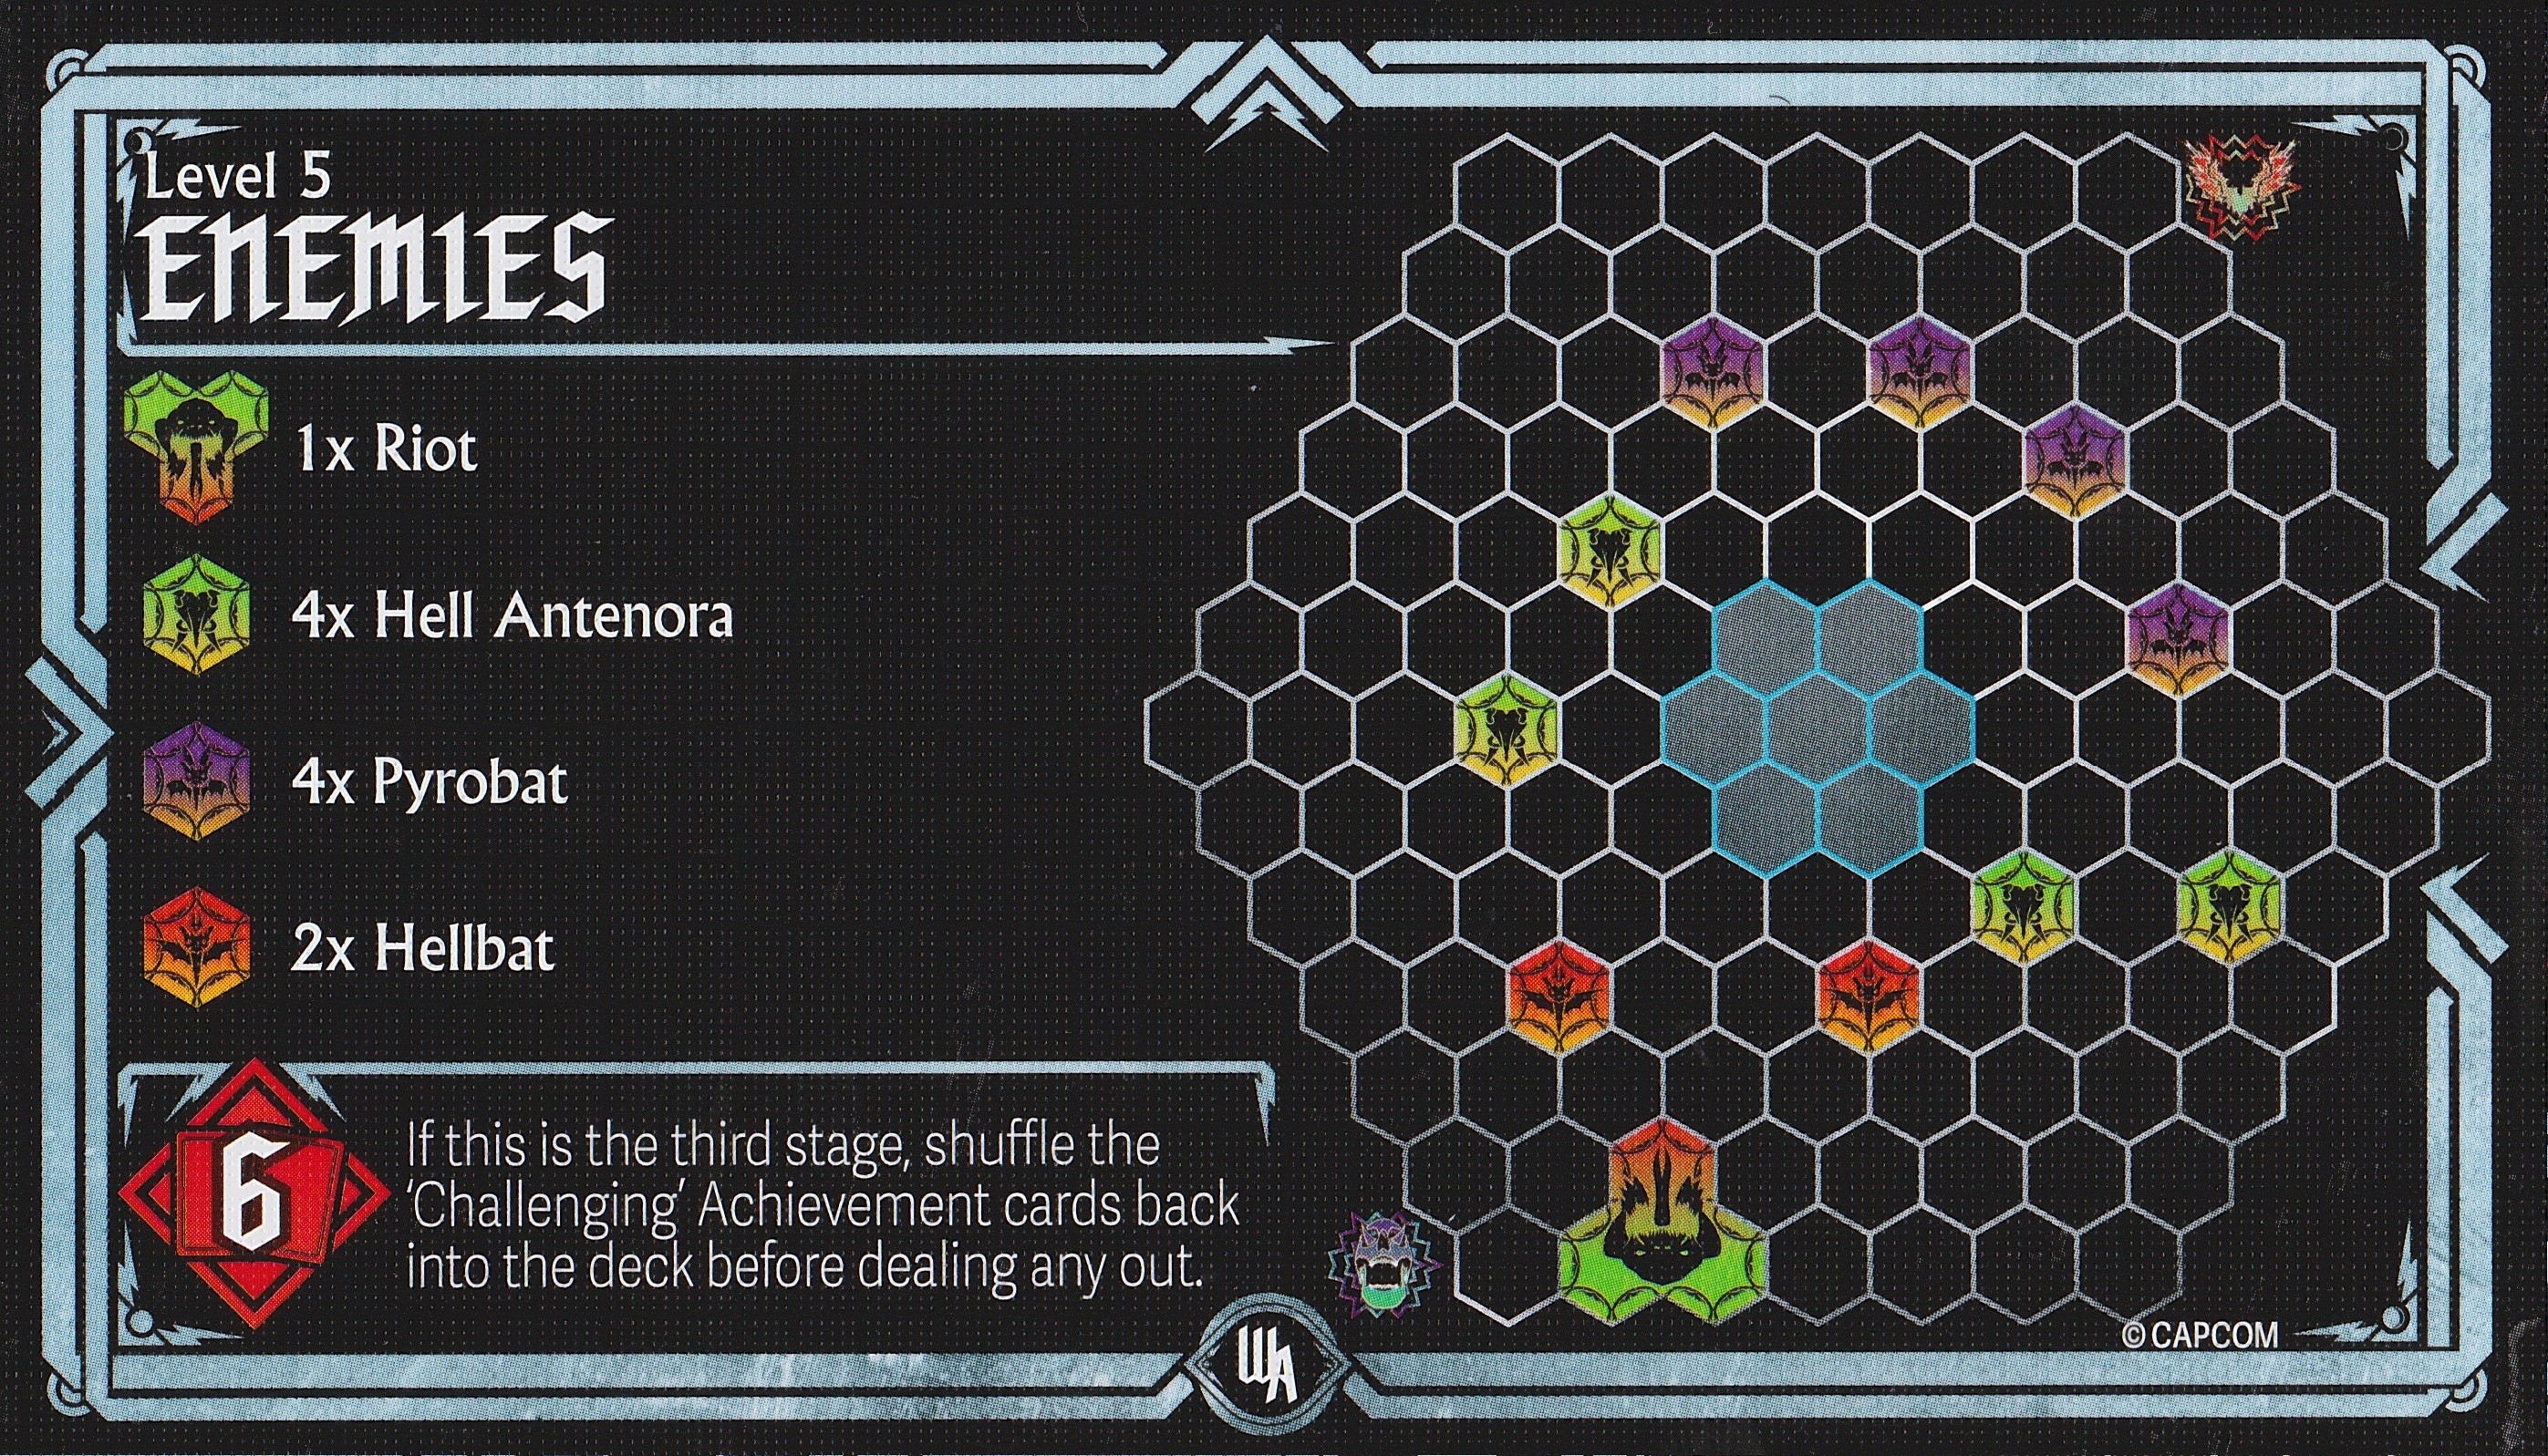 Level 5
ENEMIES
1x Riot
4x Hell Antenora
4x Pyrobat
2x Hellbat
6
If this is the third stage, shuffle the
‘Challenging’ Achievement cards back
into the deck before dealing any out.
WA
© CAPCOM